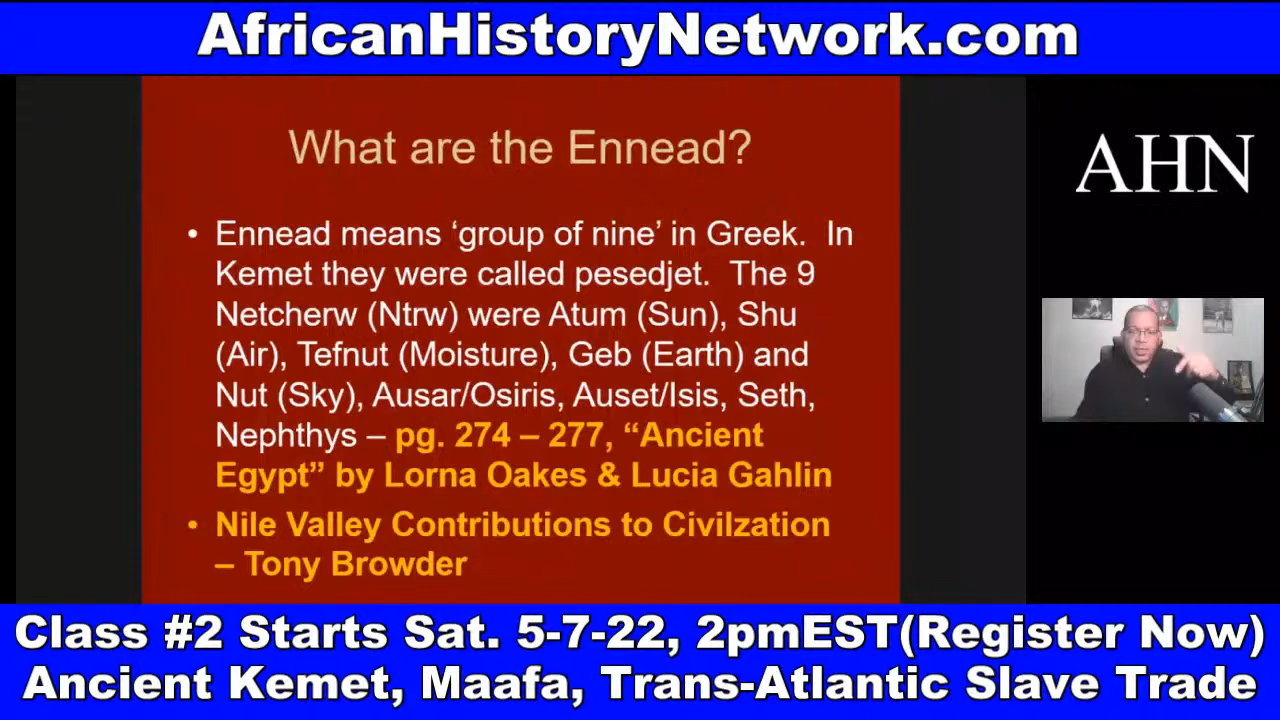 AfricanHistoryNetwork.com
What are the Ennead?
• Ennead means ‘group of nine’ in Greek.  In
Kemet they were called pesedjet.  The 9
Netcherw (Ntrw) were Atum (Sun), Shu
(Air), Tefnut (Moisture), Geb (Earth) and
Nut (Sky), Ausar/Osiris, Auset/Isis, Seth,
Nephthys – pg. 274 – 277, “Ancient
Egypt” by Lorna Oakes & Lucia Gahlin
• Nile Valley Contributions to Civilzation
– Tony Browder
AHN
Class #2 Starts Sat. 5-7-22, 2pmEST(Register Now)
Ancient Kemet, Maafa, Trans-Atlantic Slave Trade